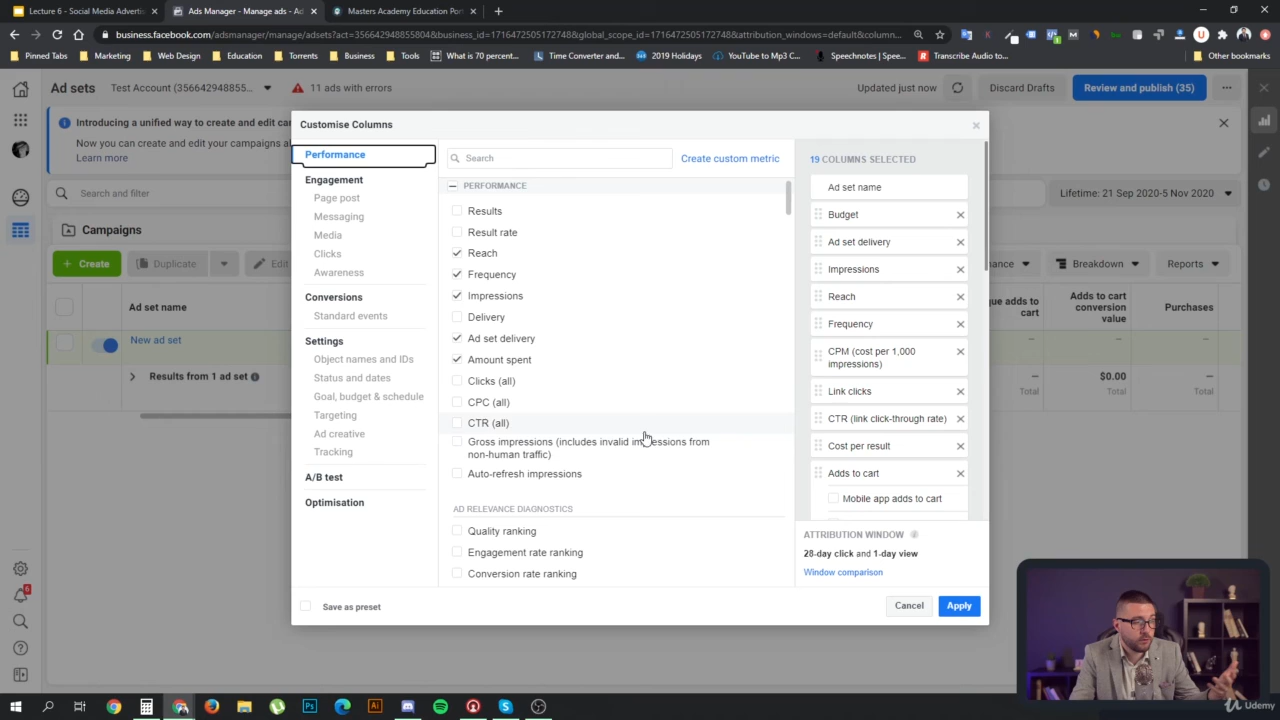 Lecture 6 - Social Media Adverti
Ads Manager - Manage ads - Ad
Masters Academy Education Port
business.facebook.com/adsmanager/manage/adsets?act=356642948855804&business_id=1716472505172748&global_scope_id=1716472505172748&attribution_windows=default&column...
Pinned Tabs
Marketing
Web Design
Education
Torrents
Business
Tools
What is 70 percent...
Time Converter and...
2019 Holidays
YouTube to Mp3 C...
Speechnotes | Spee...
Transcribe Audio to...
Other bookmarks
Ad sets
Test Account (356642948855...
11 ads with errors
Updated just now
Discard Drafts
Review and publish (35)
Introducing a unified way to create and edit car
Now you can create and edit your campaigns a
Learn more
Search and filter
Lifetime: 21 Sep 2020-5 Nov 2020
Campaigns
+ Create
Duplicate
Edit
nance
Breakdown
Reports
Ad set name
que adds to
cart
Adds to cart
conversion
value
Purchases
New ad set
Results from 1 ad set
Total
$0.00
Total
Total
Customise Columns
Performance
Engagement
Page post
Messaging
Media
Clicks
Awareness
Conversions
Standard events
Settings
Object names and IDs
Status and dates
Goal, budget & schedule
Targeting
Ad creative
Tracking
A/B test
Optimisation
Search
Create custom metric
PERFORMANCE
Results
Result rate
Reach
Frequency
Impressions
Delivery
Ad set delivery
Amount spent
Clicks (all)
CPC (all)
CTR (all)
Gross impressions (includes invalid impressions from
non-human traffic)
Auto-refresh impressions
AD RELEVANCE DIAGNOSTICS
Quality ranking
Engagement rate ranking
Conversion rate ranking
19 COLUMNS SELECTED
Ad set name
Budget
Ad set delivery
Impressions
Reach
Frequency
CPM (cost per 1,000
impressions)
Link clicks
CTR (link click-through rate)
Cost per result
Adds to cart
Mobile app adds to cart
ATTRIBUTION WINDOW
28-day click and 1-day view
Window comparison
Save as preset
Cancel
Apply
6
Udemy